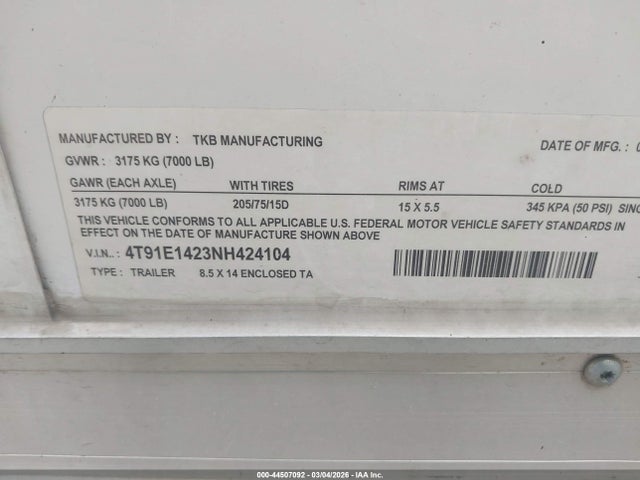 MANUFACTURED BY : TKB MANUFACTURING DATE OF MFG. :
GVWR : 3175 KG (7000 LB)
GAWR (EACH AXLE) WITH TIRES RIMS AT COLD
3175 KG (7000 LB) 205/75/15D 15 X 5.5 345 KPA (50 PSI) SING
THIS VEHICLE CONFORMS TO ALL APPLICABLE U.S. FEDERAL MOTOR VEHICLE SAFETY STANDARDS IN
EFFECT ON THE DATE OF MANUFACTURE SHOWN ABOVE
V.I.N.: 4T91E1423NH424104
TYPE : TRAILER 8.5 X 14 ENCLOSED TA
000-44507092 - 03/04/2026 - IAA Inc.